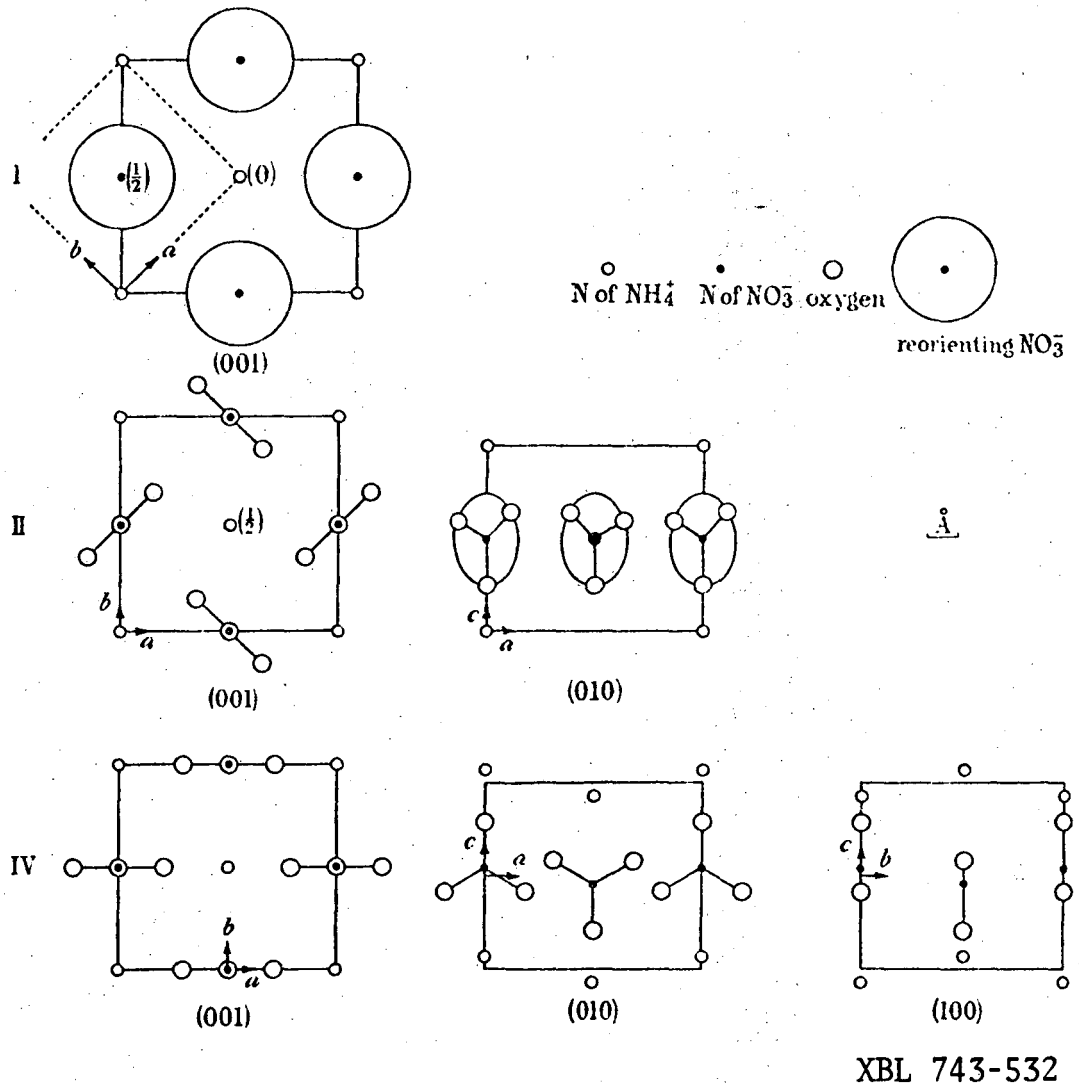 I
(½)
(0)
b
a
(001)
N of NH₄⁺
N of NO₃⁻
oxygen
reorienting NO₃⁻
II
(½)
b
a
(001)
c
a
(010)
Å
IV
b
a
(001)
c
a
(010)
c
b
(100)
XBL 743-532